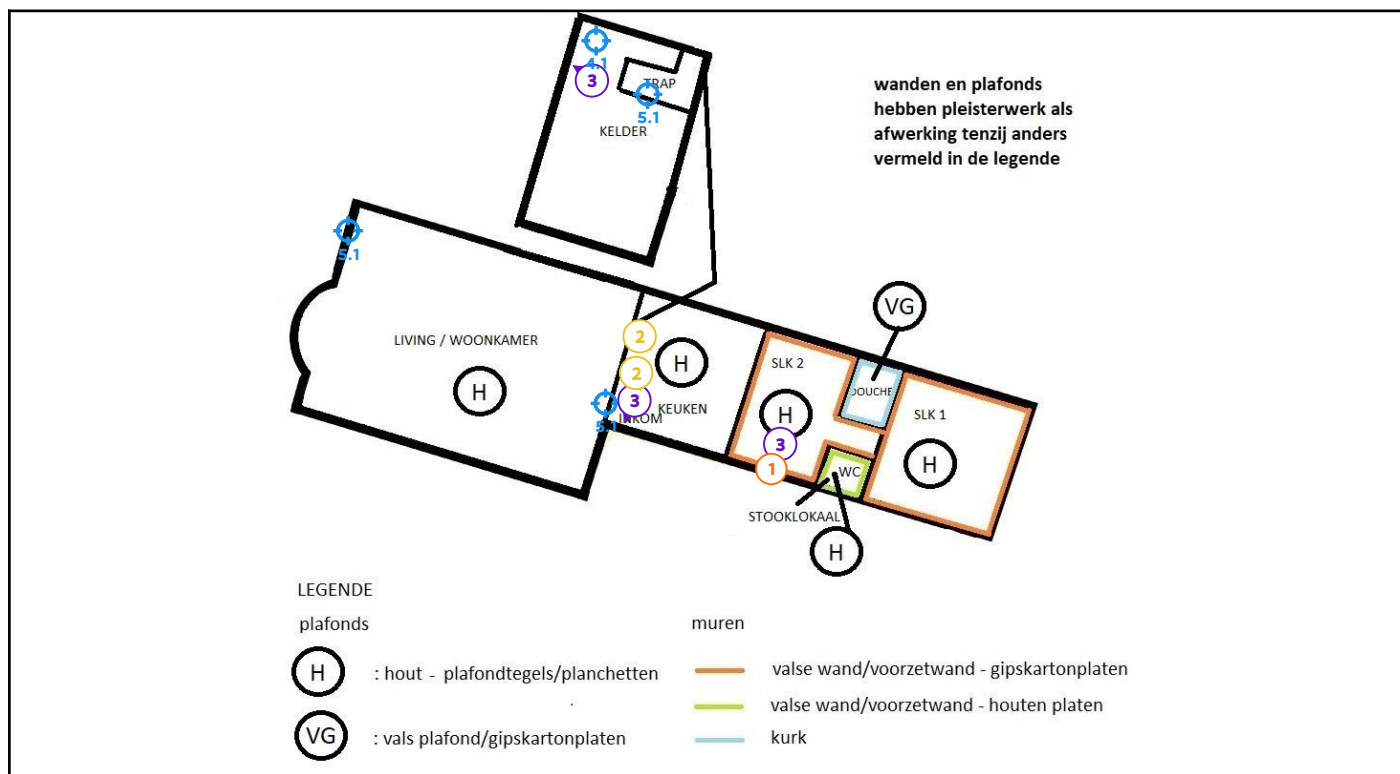 4.1
3
TRAP
5.1
KELDER
wanden en plafonds
hebben pleisterwerk als
afwerking tenzij anders
vermeld in de legende
5.1
VG
LIVING / WOONKAMER
H
2
2
3
5.1
INKOM
KEUKEN
H
SLK 2
H
3
1
DOUCHE
SLK 1
H
WC
STOOKLOKAAL
H
LEGENDE
plafonds
muren
H : hout - plafondtegels/planchetten
valse wand/voorzetwand - gipskartonplaten
valse wand/voorzetwand - houten platen
VG : vals plafond/gipskartonplaten
kurk